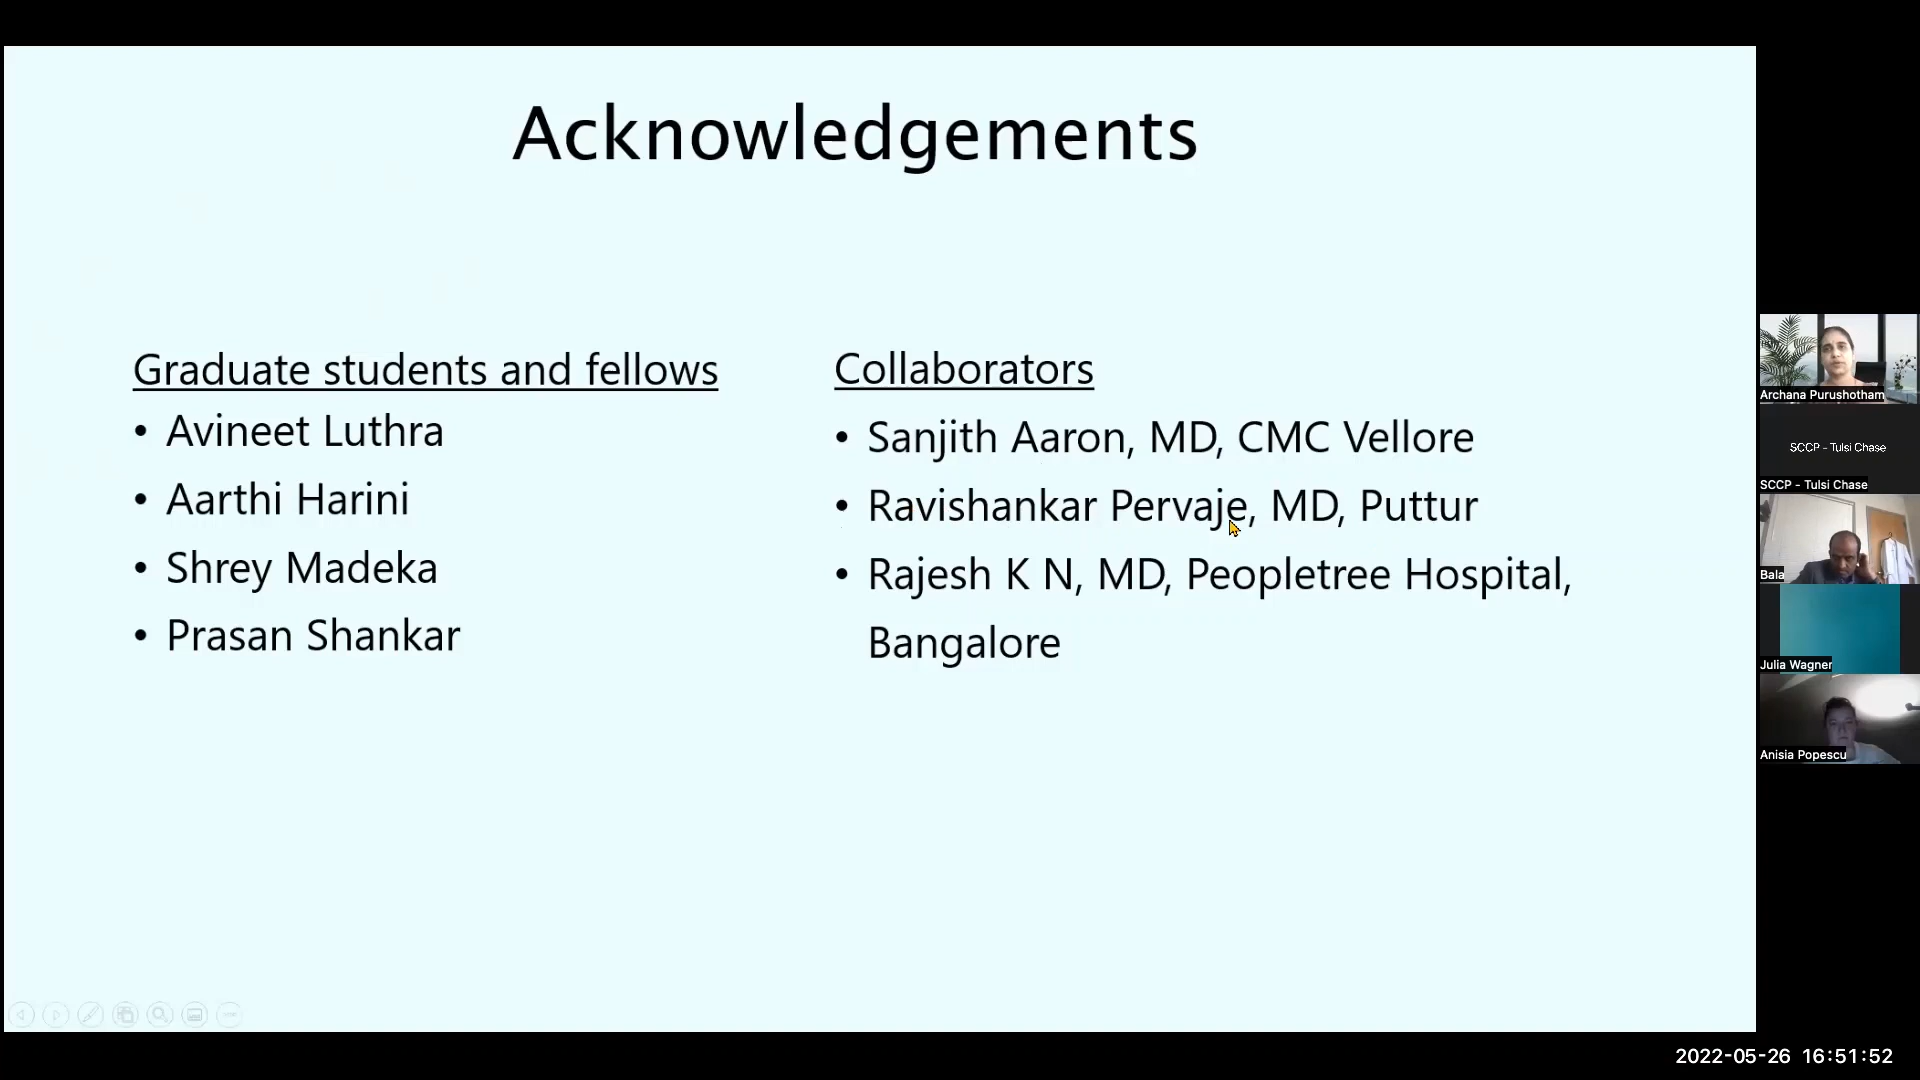 Acknowledgements
Graduate students and fellows
• Avineet Luthra
• Aarthi Harini
• Shrey Madeka
• Prasan Shankar
Collaborators
• Sanjith Aaron, MD, CMC Vellore
• Ravishankar Pervaje, MD, Puttur
• Rajesh K N, MD, Peopletree Hospital,
Bangalore
Archana Purushotham
SCCP - Tulsi Chase
SCCP - Tulsi Chase
Bala
Julia Wagner
Anisia Popescu
2022-05-26 16:51:52